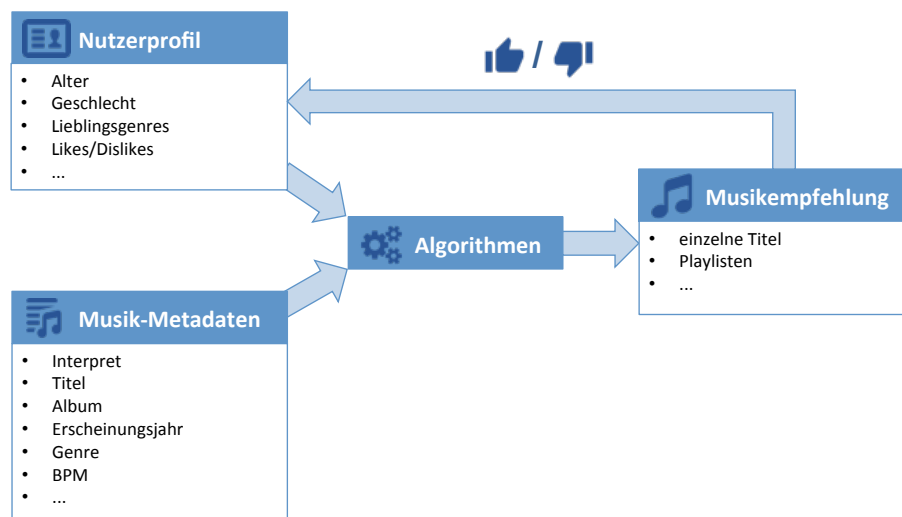 Nutzerprofil
• Alter
• Geschlecht
• Lieblingsgenres
• Likes/Dislikes
• ...
/
Musikempfehlung
• einzelne Titel
• Playlisten
• ...
Algorithmen
Musik-Metadaten
• Interpret
• Titel
• Album
• Erscheinungsjahr
• Genre
• BPM
• ...